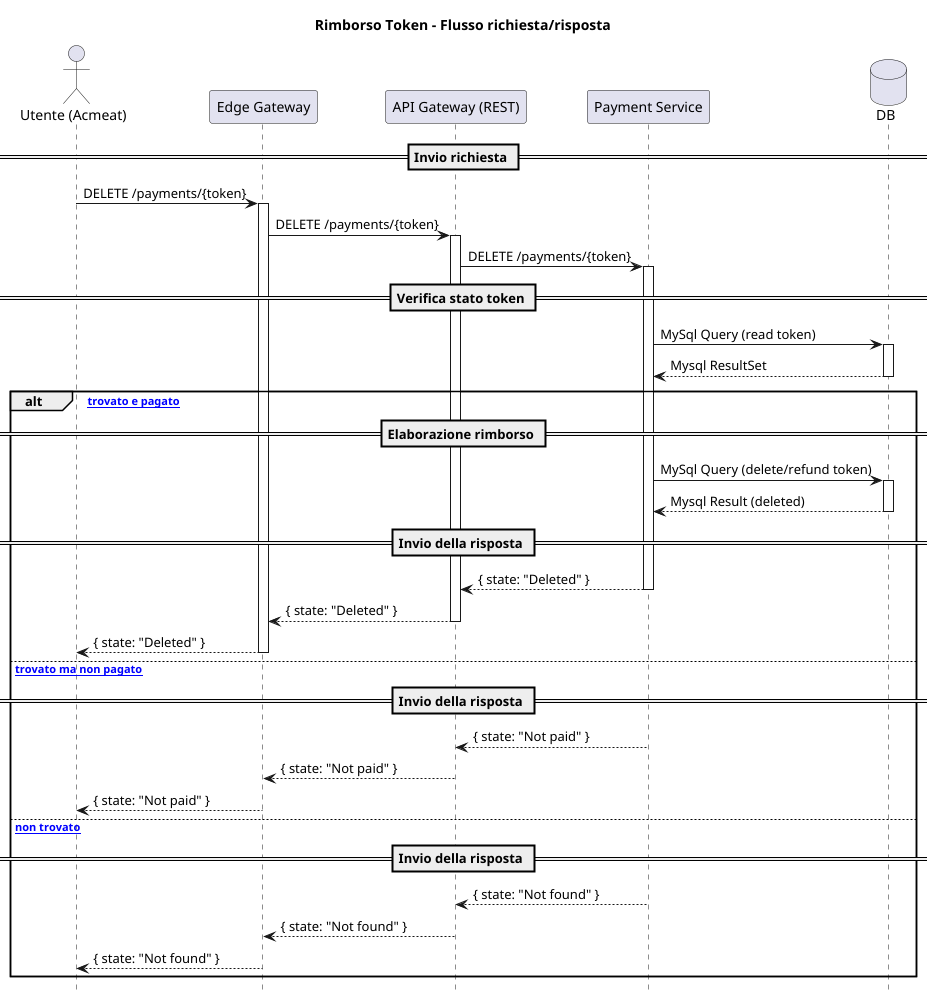 Rimborso Token - Flusso richiesta/risposta
Utente (Acmeat)
Edge Gateway
API Gateway (REST)
Payment Service
DB
Invio richiesta
DELETE /payments/{token}
DELETE /payments/{token}
DELETE /payments/{token}
Verifica stato token
MySql Query (read token)
Mysql ResultSet
alt
trovato e pagato
Elaborazione rimborso
MySql Query (delete/refund token)
Mysql Result (deleted)
Invio della risposta
{ state: "Deleted" }
{ state: "Deleted" }
{ state: "Deleted" }
trovato ma non pagato
Invio della risposta
{ state: "Not paid" }
{ state: "Not paid" }
{ state: "Not paid" }
non trovato
Invio della risposta
{ state: "Not found" }
{ state: "Not found" }
{ state: "Not found" }